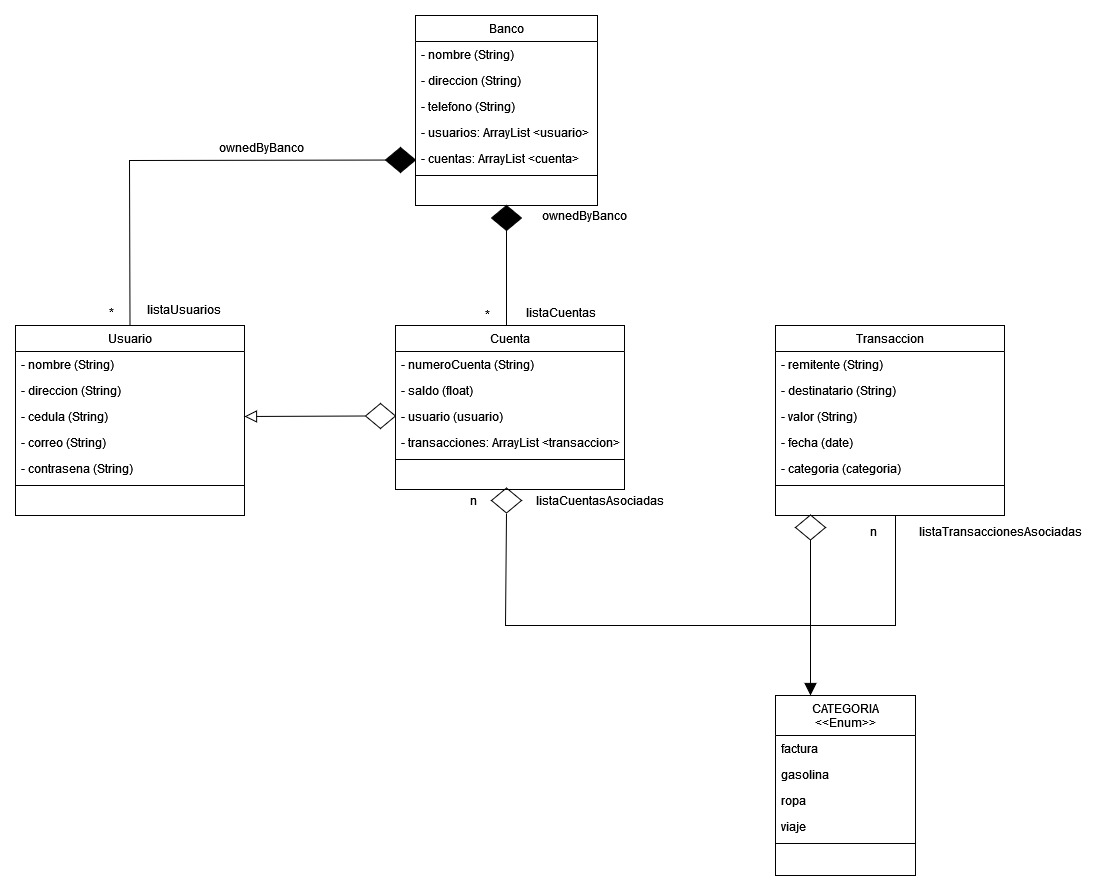 Banco
- nombre (String)
- direccion (String)
- telefono (String)
- usuarios: ArrayList <usuario>
- cuentas: ArrayList <cuenta>
ownedByBanco
ownedByBanco
* listaUsuarios
* listaCuentas
Usuario
- nombre (String)
- direccion (String)
- cedula (String)
- correo (String)
- contrasena (String)
Cuenta
- numeroCuenta (String)
- saldo (float)
- usuario (usuario)
- transacciones: ArrayList <transaccion>
n listaCuentasAsociadas
Transaccion
- remitente (String)
- destinatario (String)
- valor (String)
- fecha (date)
- categoria (categoria)
n listaTransaccionesAsociadas
CATEGORIA
<<Enum>>
factura
gasolina
ropa
viaje